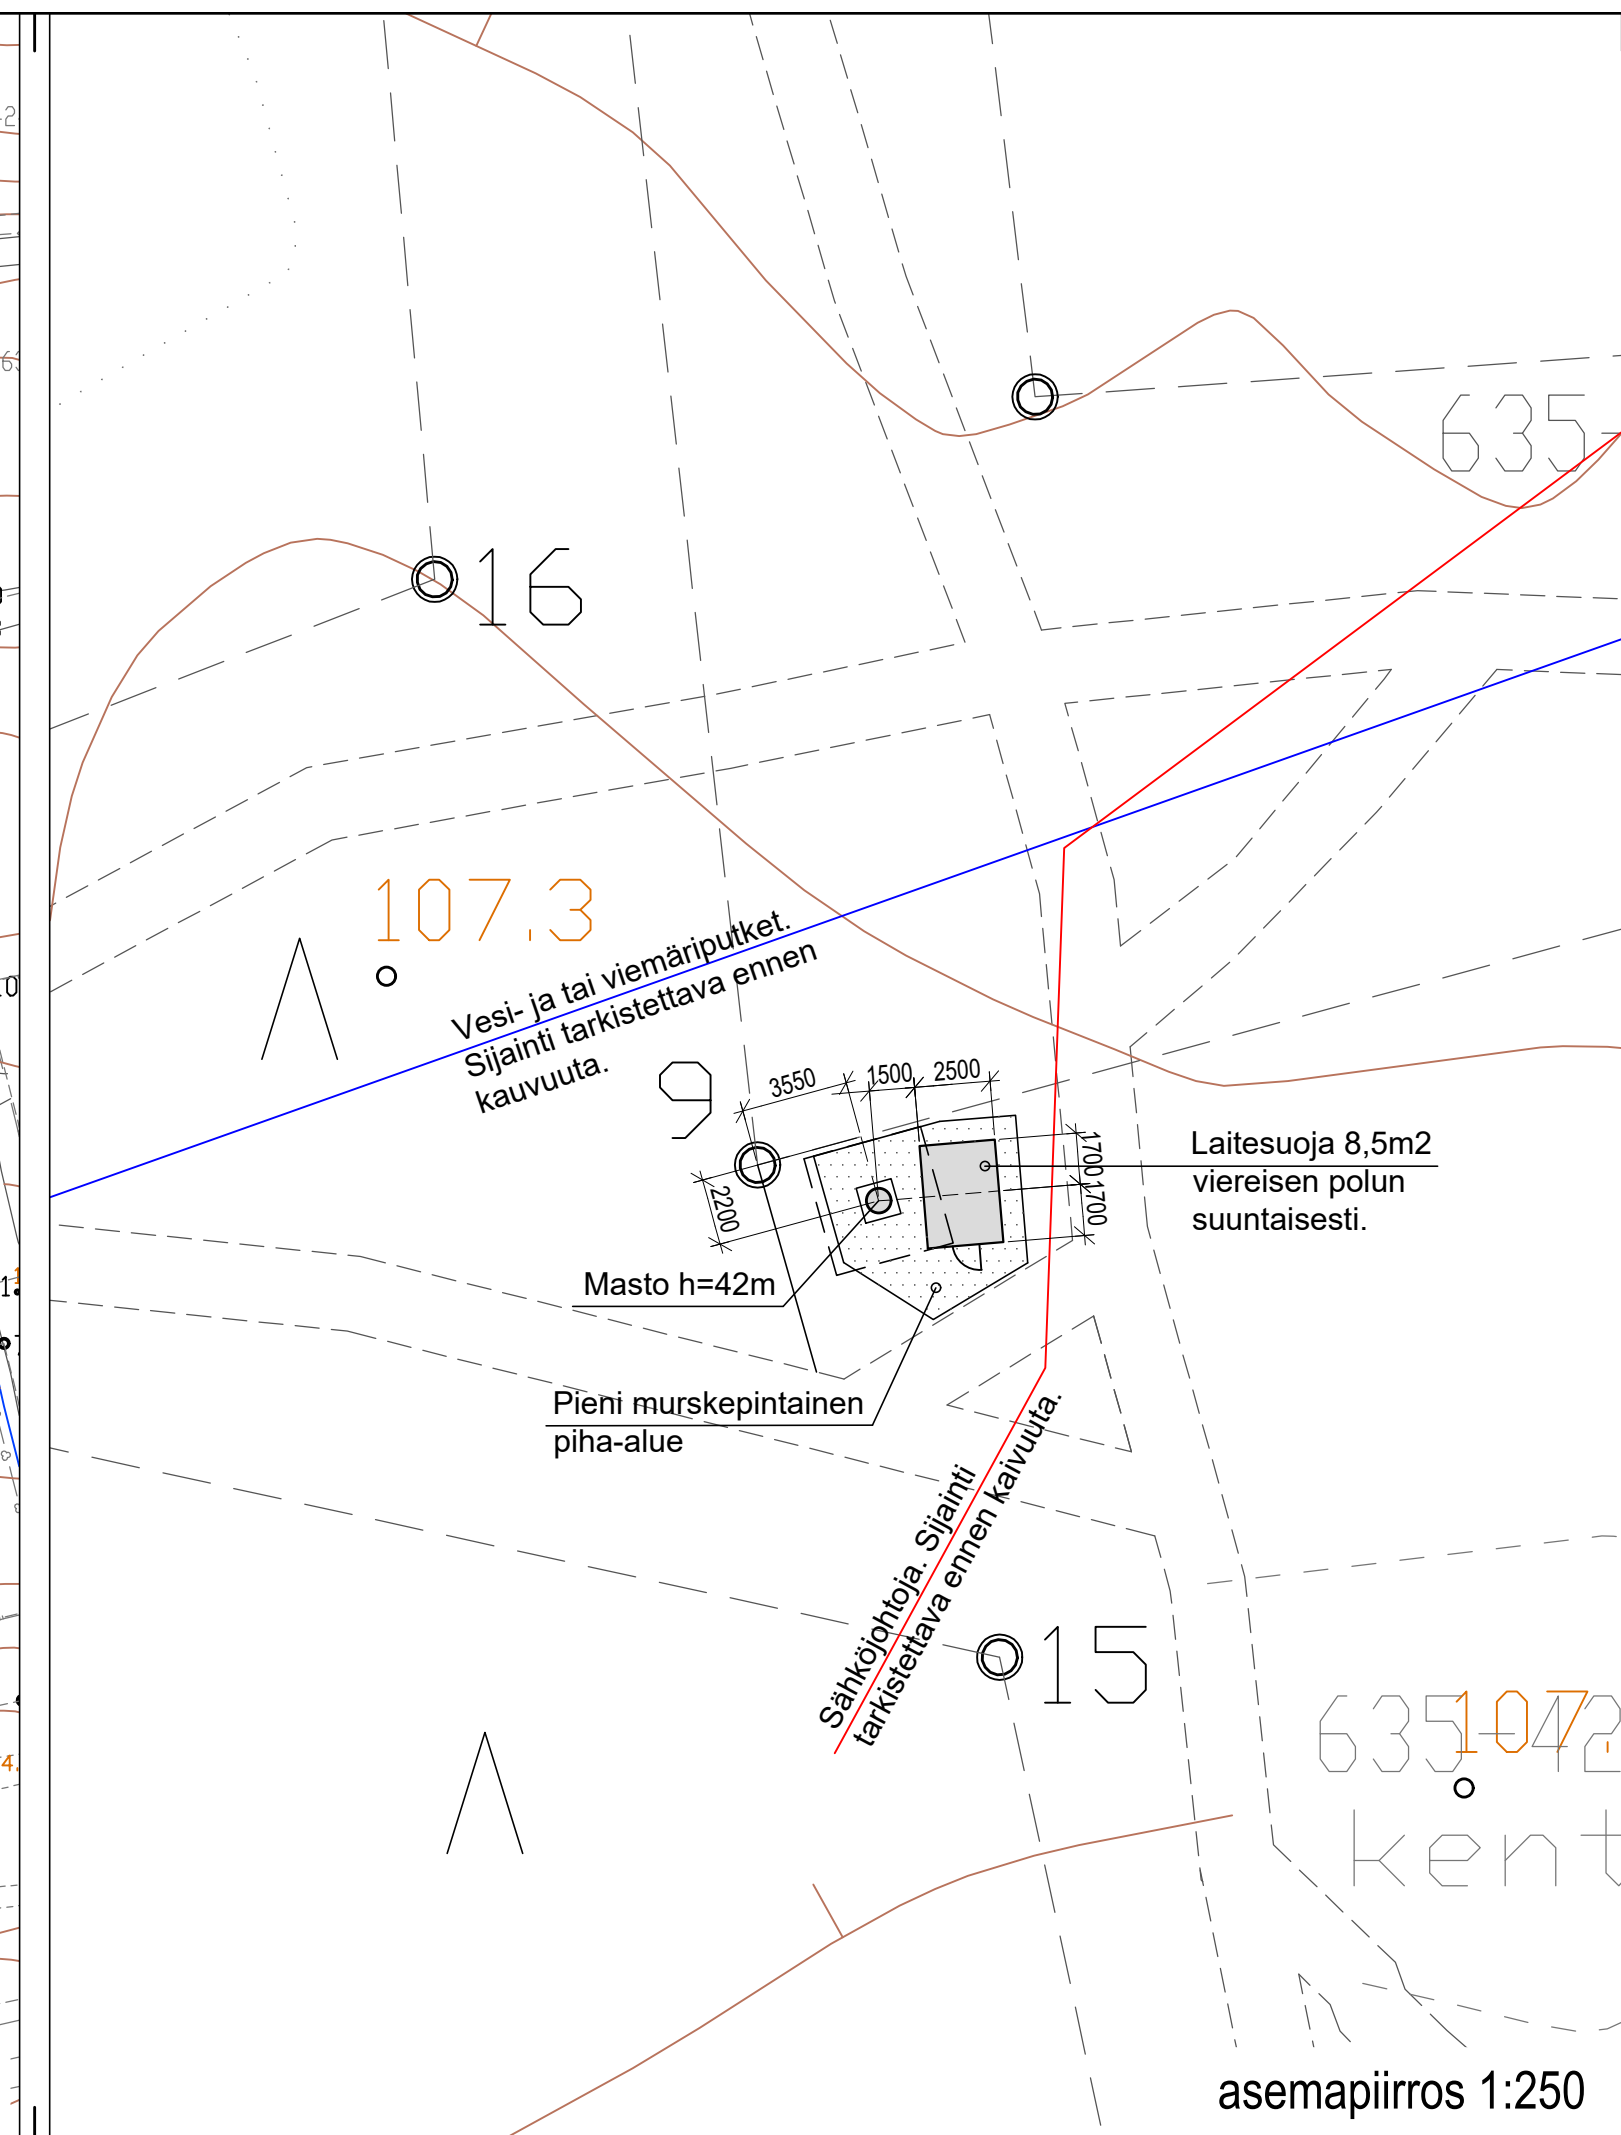 635-
16
107.3
Vesi- ja tai viemäriputket.
Sijainti tarkistettava ennen
kauvuuta.
9
3550
1500
2500
1700
1700
2200
Laitesuoja 8,5m2
viereisen polun
suuntaisesti.
Masto h=42m
Pieni murskepintainen
piha-alue
Sähköjohtoja. Sijainti
tarkistettava ennen kaivuuta.
15
635-42
107.
kent
asemapiirros 1:250